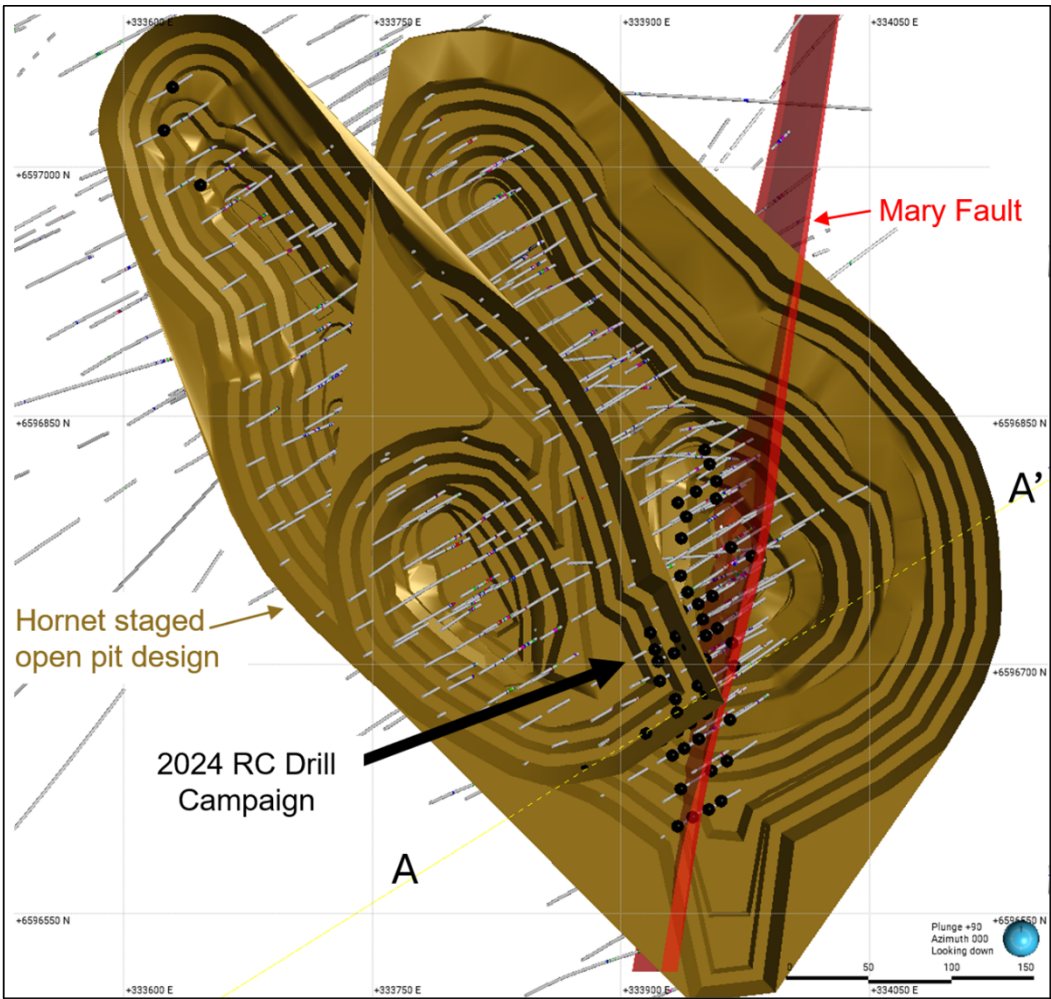 +333600 E
+333750 E
+333900 E
+334050 E
+6597000 N
+6597000 N
Mary Fault
+6596850 N
+6596850 N
A’
Hornet staged
open pit design
+6596700 N
2024 RC Drill
Campaign
A
+6596550 N
+6596550 N
Plunge +90
Azimuth 000
Looking down
0 50 100 150
+333600 E
+333750 E
+333900 E
+334050 E